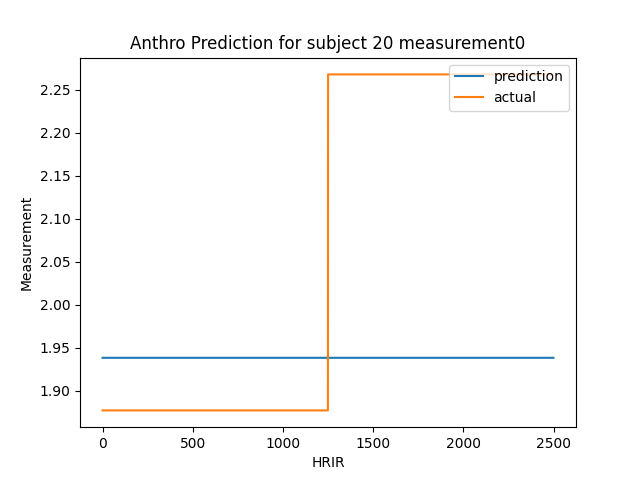 Anthro Prediction for subject 20 measurement0
prediction
actual
2.25
2.20
2.15
2.10
2.05
2.00
1.95
1.90
Measurement
0 500 1000 1500 2000 2500
HRIR